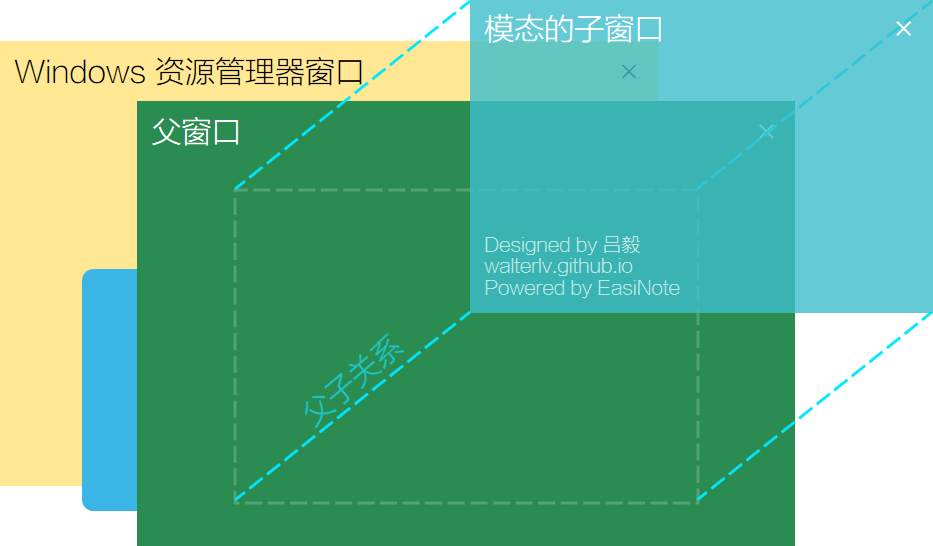 模态的子窗口
Windows 资源管理器窗口
父窗口
Designed by 吕毅
walterlv.github.io
Powered by EasiNote
父子关系